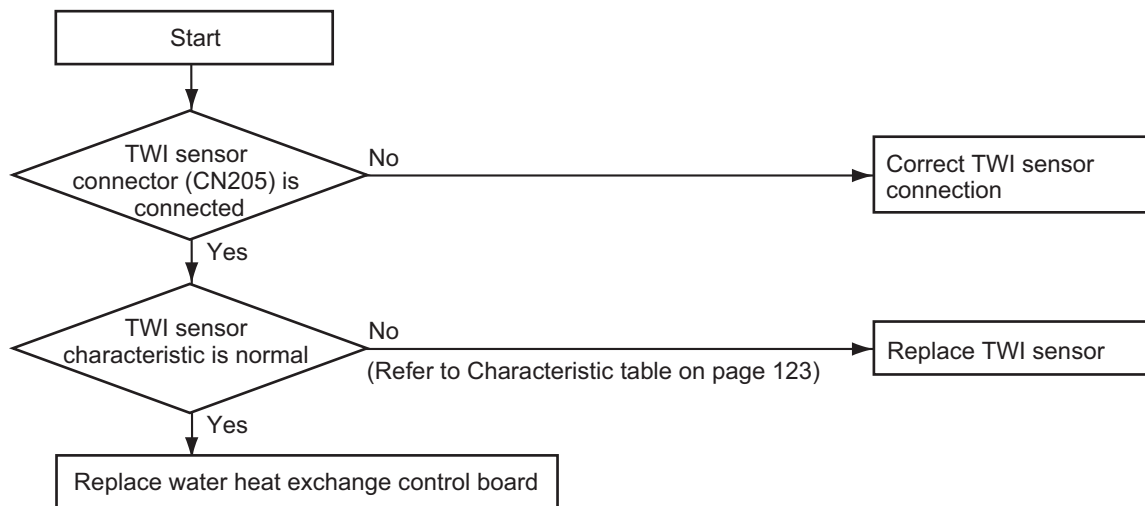 Start
TWI sensor
connector (CN205) is
connected
No
Correct TWI sensor
connection
Yes
TWI sensor
characteristic is normal
No
(Refer to Characteristic table on page 123)
Replace TWI sensor
Yes
Replace water heat exchange control board